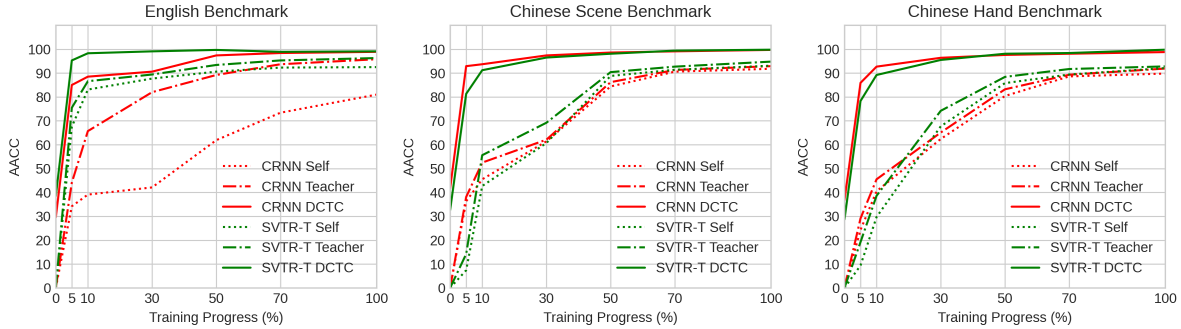 English Benchmark
AACC
100
90
80
70
60
50
40
30
20
10
0
CRNN Self
CRNN Teacher
CRNN DCTC
SVTR-T Self
SVTR-T Teacher
SVTR-T DCTC
0 5 10 30 50 70 100
Training Progress (%)
Chinese Scene Benchmark
AACC
100
90
80
70
60
50
40
30
20
10
0
CRNN Self
CRNN Teacher
CRNN DCTC
SVTR-T Self
SVTR-T Teacher
SVTR-T DCTC
0 5 10 30 50 70 100
Training Progress (%)
Chinese Hand Benchmark
AACC
100
90
80
70
60
50
40
30
20
10
0
CRNN Self
CRNN Teacher
CRNN DCTC
SVTR-T Self
SVTR-T Teacher
SVTR-T DCTC
0 5 10 30 50 70 100
Training Progress (%)